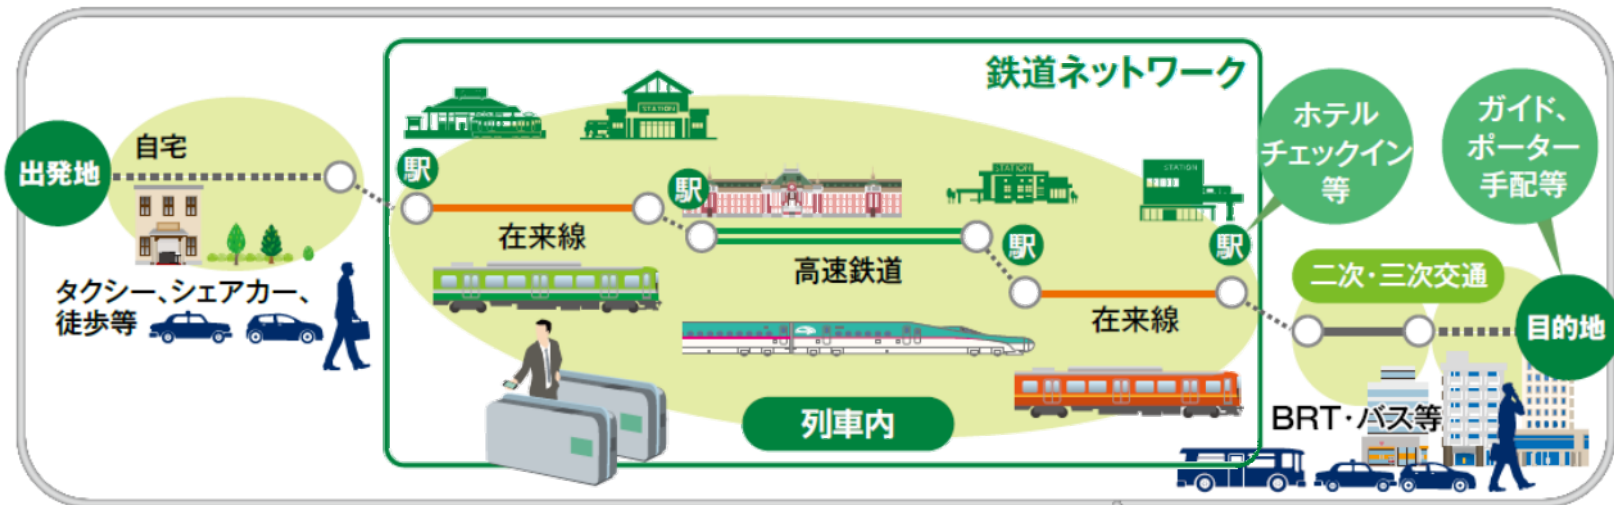 鉄道ネットワーク
出発地
自宅
タクシー、シェアカー、
徒歩等
駅
在来線
STATION
駅
高速鉄道
STATION
駅
在来線
STATION
駅
列車内
ホテル
チェックイン
等
ガイド、
ポーター
手配等
二次・三次交通
目的地
BRT・バス等